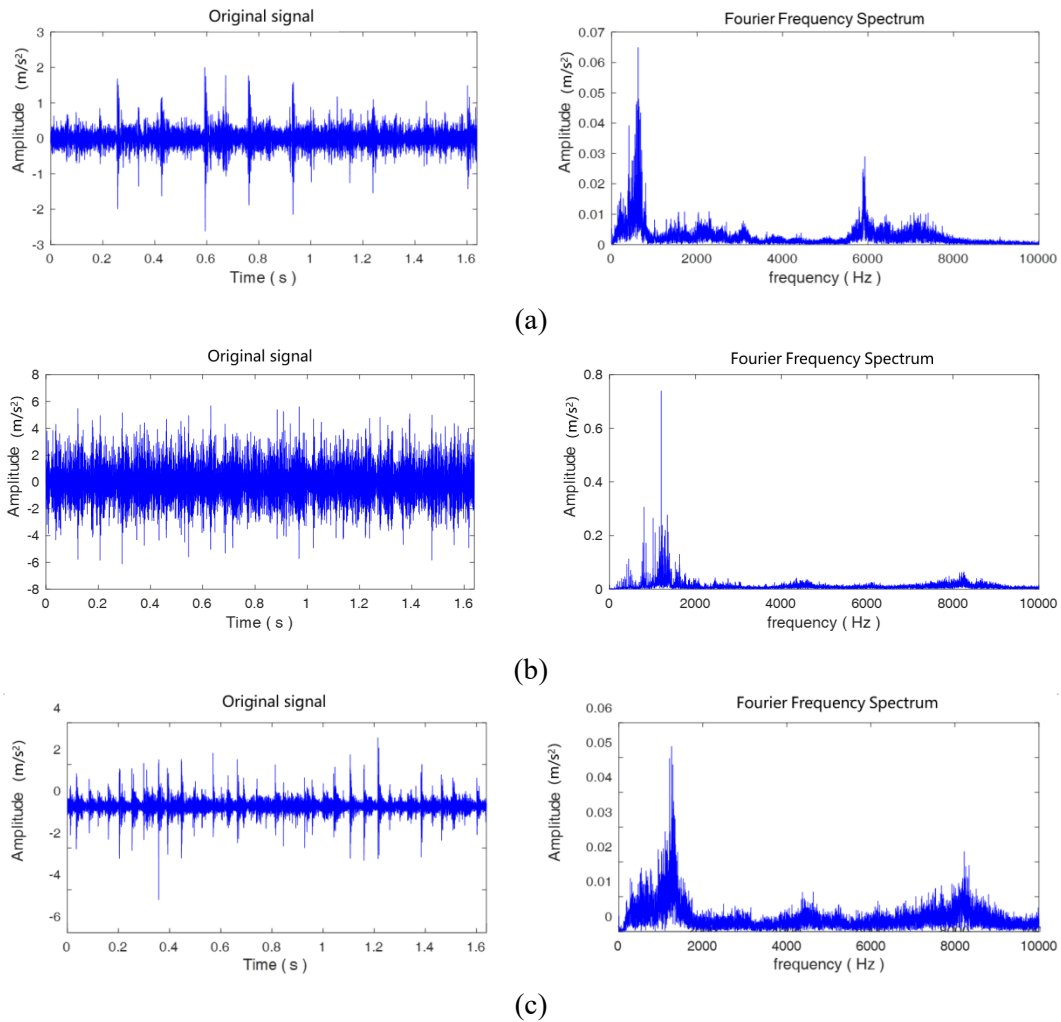 Original signal
Amplitude (m/s²)
3
2
1
0
-1
-2
-3
0 0.2 0.4 0.6 0.8 1 1.2 1.4 1.6
Time ( s )
Fourier Frequency Spectrum
Amplitude (m/s²)
0.07
0.06
0.05
0.04
0.03
0.02
0.01
0
0 2000 4000 6000 8000 10000
frequency ( Hz )
(a)
Original signal
Amplitude (m/s²)
8
6
4
2
0
-2
-4
-6
-8
0 0.2 0.4 0.6 0.8 1 1.2 1.4 1.6
Time ( s )
Fourier Frequency Spectrum
Amplitude (m/s²)
0.8
0.6
0.4
0.2
0
0 2000 4000 6000 8000 10000
frequency ( Hz )
(b)
Original signal
Amplitude (m/s²)
4
2
0
-2
-4
-6
0 0.2 0.4 0.6 0.8 1 1.2 1.4 1.6
Time ( s )
Fourier Frequency Spectrum
Amplitude (m/s²)
0.06
0.05
0.04
0.03
0.02
0.01
0
0 2000 4000 6000 8000 10000
frequency ( Hz )
(c)